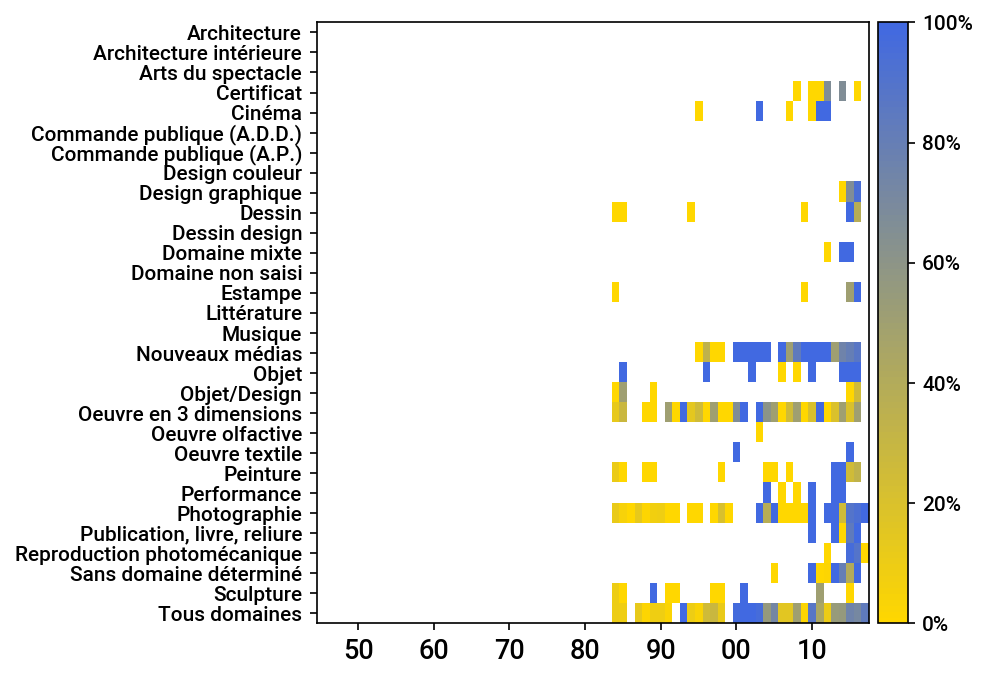 Architecture
Architecture intérieure
Arts du spectacle
Certificat
Cinéma
Commande publique (A.D.D.)
Commande publique (A.P.)
Design couleur
Design graphique
Dessin
Dessin design
Domaine mixte
Domaine non saisi
Estampe
Littérature
Musique
Nouveaux médias
Objet
Objet/Design
Oeuvre en 3 dimensions
Oeuvre olfactive
Oeuvre textile
Peinture
Performance
Photographie
Publication, livre, reliure
Reproduction photomécanique
Sans domaine déterminé
Sculpture
Tous domaines
50 60 70 80 90 00 10
100%
80%
60%
40%
20%
0%